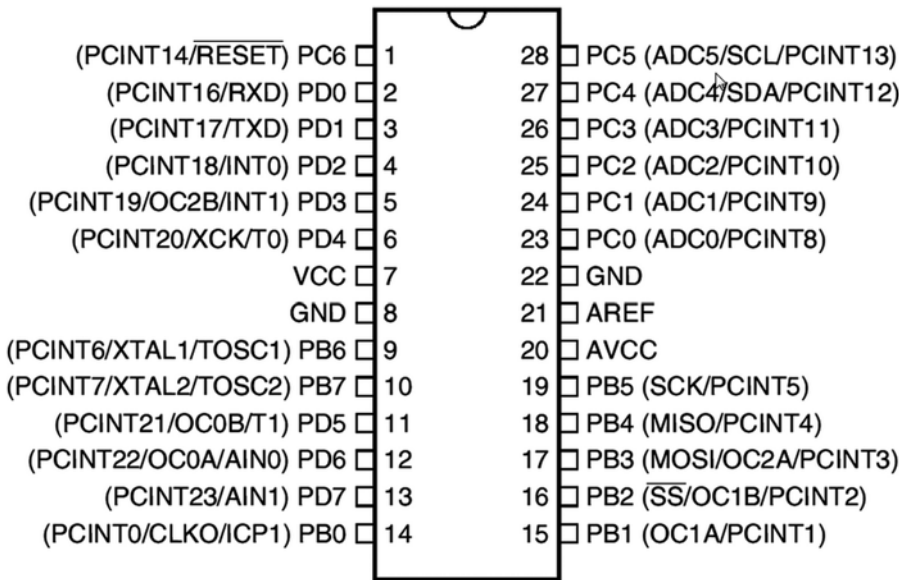 (PCINT14/RESET) PC6 1 28 PC5 (ADC5/SCL/PCINT13)
(PCINT16/RXD) PD0 2 27 PC4 (ADC4/SDA/PCINT12)
(PCINT17/TXD) PD1 3 26 PC3 (ADC3/PCINT11)
(PCINT18/INT0) PD2 4 25 PC2 (ADC2/PCINT10)
(PCINT19/OC2B/INT1) PD3 5 24 PC1 (ADC1/PCINT9)
(PCINT20/XCK/T0) PD4 6 23 PC0 (ADC0/PCINT8)
VCC 7 22 GND
GND 8 21 AREF
(PCINT6/XTAL1/TOSC1) PB6 9 20 AVCC
(PCINT7/XTAL2/TOSC2) PB7 10 19 PB5 (SCK/PCINT5)
(PCINT21/OC0B/T1) PD5 11 18 PB4 (MISO/PCINT4)
(PCINT22/OC0A/AIN0) PD6 12 17 PB3 (MOSI/OC2A/PCINT3)
(PCINT23/AIN1) PD7 13 16 PB2 (SS/OC1B/PCINT2)
(PCINT0/CLKO/ICP1) PB0 14 15 PB1 (OC1A/PCINT1)